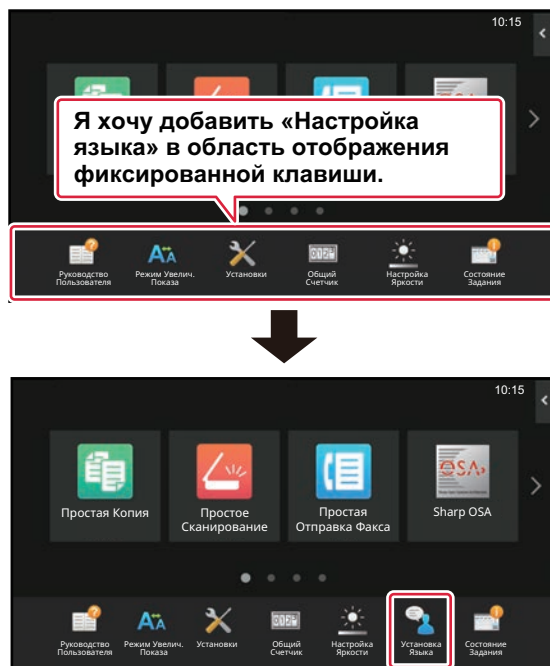 10:15
Я хочу добавить «Настройка
языка» в область отображения
фиксированной клавиши.
Руководство
Пользователя
Режим Увелич.
Показа
Установки
Общий
Счетчик
Настройка
Яркости
Состояние
Задания
10:15
Простая Копия
Простое
Сканирование
Простая
Отправка Факса
Sharp OSA
Руководство
Пользователя
Режим Увелич.
Показа
Установки
Общий
Счетчик
Настройка
Яркости
Установка
Языка
Состояние
Задания